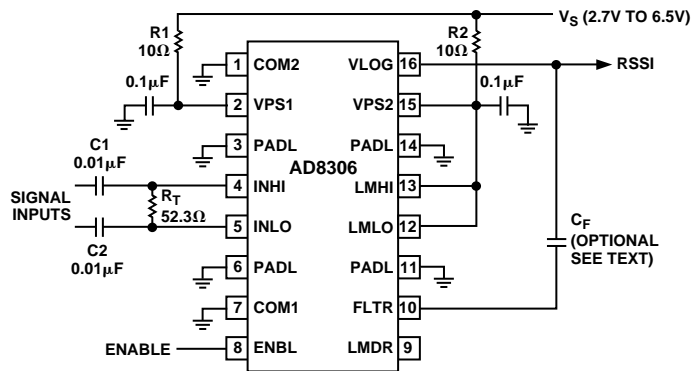 V_S (2.7V TO 6.5V)
R1
10Ω
R2
10Ω
0.1μF
1 COM2 VLOG 16
RSSI
0.1μF
2 VPS1 VPS2 15
3 PADL PADL 14
AD8306
C1
0.01μF
4 INHI LMHI 13
SIGNAL
INPUTS
R_T
52.3Ω
5 INLO LMLO 12
C2
0.01μF
C_F
(OPTIONAL
SEE TEXT)
6 PADL PADL 11
7 COM1 FLTR 10
ENABLE
8 ENBL LMDR 9